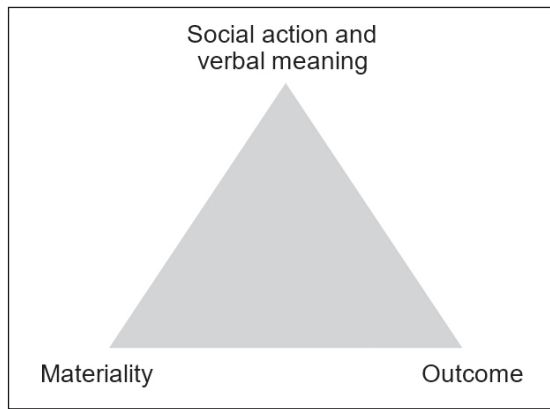 Social action and
verbal meaning
Materiality
Outcome